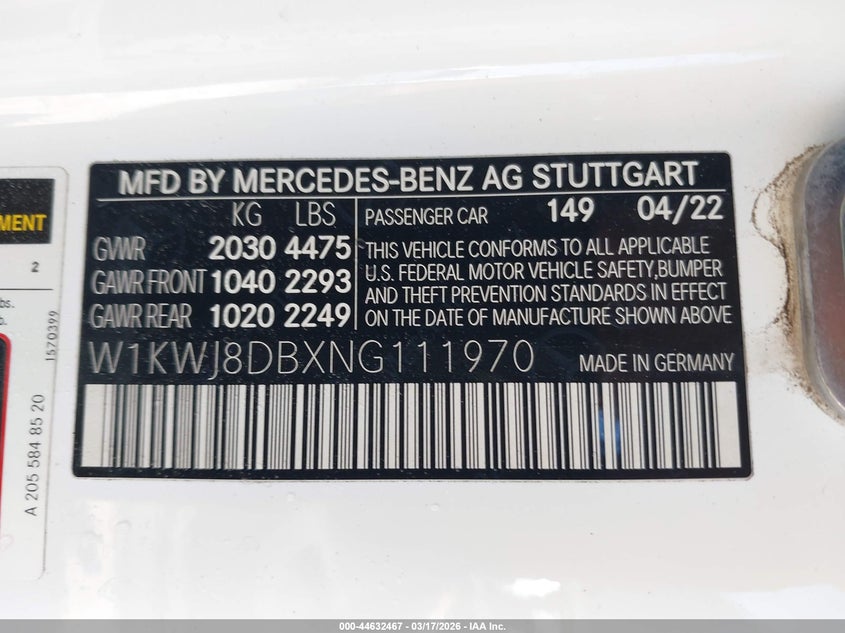 MFD BY MERCEDES-BENZ AG STUTTGART
KG LBS
GVWR 2030 4475
GAWR FRONT 1040 2293
GAWR REAR 1020 2249
PASSENGER CAR 149 04/22
THIS VEHICLE CONFORMS TO ALL APPLICABLE
U.S. FEDERAL MOTOR VEHICLE SAFETY,BUMPER
AND THEFT PREVENTION STANDARDS IN EFFECT
ON DATE OF MANUFACTURE SHOWN ABOVE
W1KWJ8DBXNG111970 MADE IN GERMANY
MENT
2
bs.
b.
1570399
A 205 584 85 20
000-44632467 - 03/17/2026 - IAA Inc.